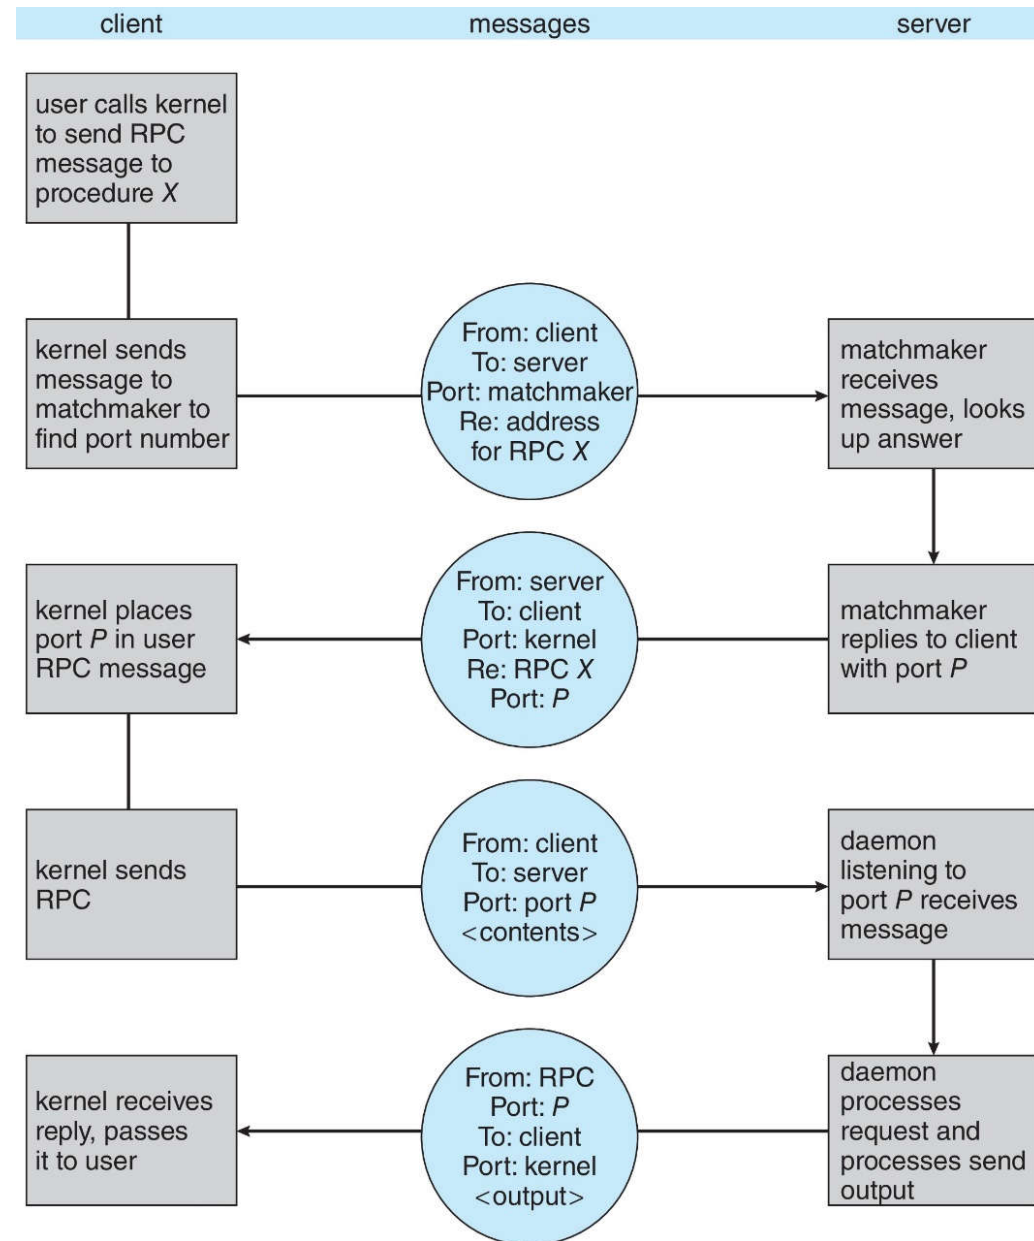 client
messages
server
user calls kernel
to send RPC
message to
procedure X
kernel sends
message to
matchmaker to
find port number
From: client
To: server
Port: matchmaker
Re: address
for RPC X
matchmaker
receives
message, looks
up answer
kernel places
port P in user
RPC message
From: server
To: client
Port: kernel
Re: RPC X
Port: P
matchmaker
replies to client
with port P
kernel sends
RPC
From: client
To: server
Port: port P
<contents>
daemon
listening to
port P receives
message
kernel receives
reply, passes
it to user
From: RPC
Port: P
To: client
Port: kernel
<output>
daemon
processes
request and
processes send
output